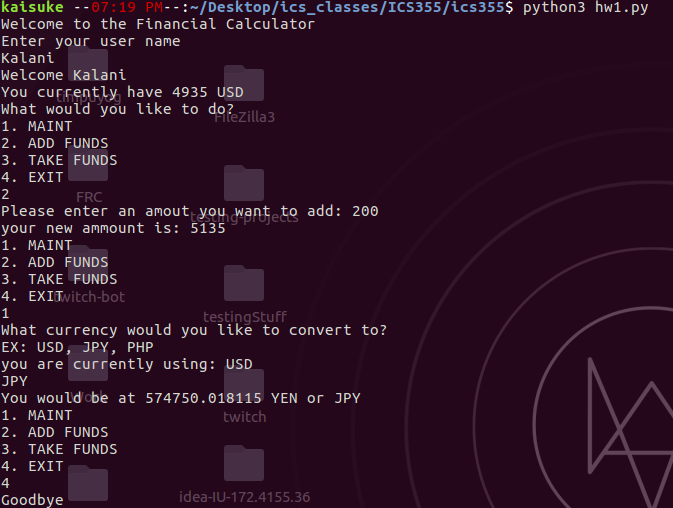 kaisuke --07:19 PM--:~/Desktop/ics_classes/ICS355/ics355$ python3 hw1.py
Welcome to the Financial Calculator
Enter your user name
Kalani
Welcome Kalani
You currently have 4935 USD
What would you like to do?
1. MAINT
2. ADD FUNDS
3. TAKE FUNDS
4. EXIT
2
Please enter an amout you want to add: 200
your new ammount is: 5135
1. MAINT
2. ADD FUNDS
3. TAKE FUNDS
4. EXIT
1
What currency would you like to convert to?
EX: USD, JPY, PHP
you are currently using: USD
JPY
You would be at 574750.018115 YEN or JPY
1. MAINT
2. ADD FUNDS
3. TAKE FUNDS
4. EXIT
4
Goodbye
FileZilla3
FRC
testing-projects
twitch-bot
testingStuff
Work
twitch
idea-IU-172.4155.36